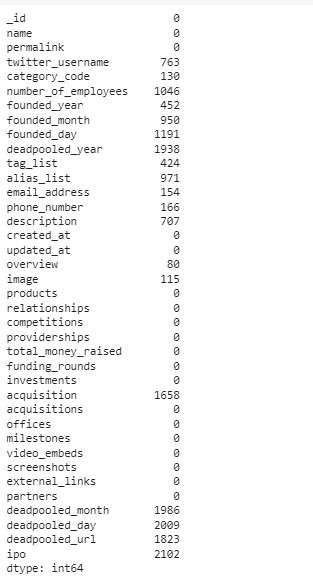 _id 0
name 0
permalink 0
twitter_username 763
category_code 130
number_of_employees 1046
founded_year 452
founded_month 950
founded_day 1191
deadpooled_year 1938
tag_list 424
alias_list 971
email_address 154
phone_number 166
description 707
created_at 0
updated_at 0
overview 80
image 115
products 0
relationships 0
competitions 0
providerships 0
total_money_raised 0
funding_rounds 0
investments 0
acquisition 1658
acquisitions 0
offices 0
milestones 0
video_embeds 0
screenshots 0
external_links 0
partners 0
deadpooled_month 1986
deadpooled_day 2009
deadpooled_url 1823
ipo 2102
dtype: int64